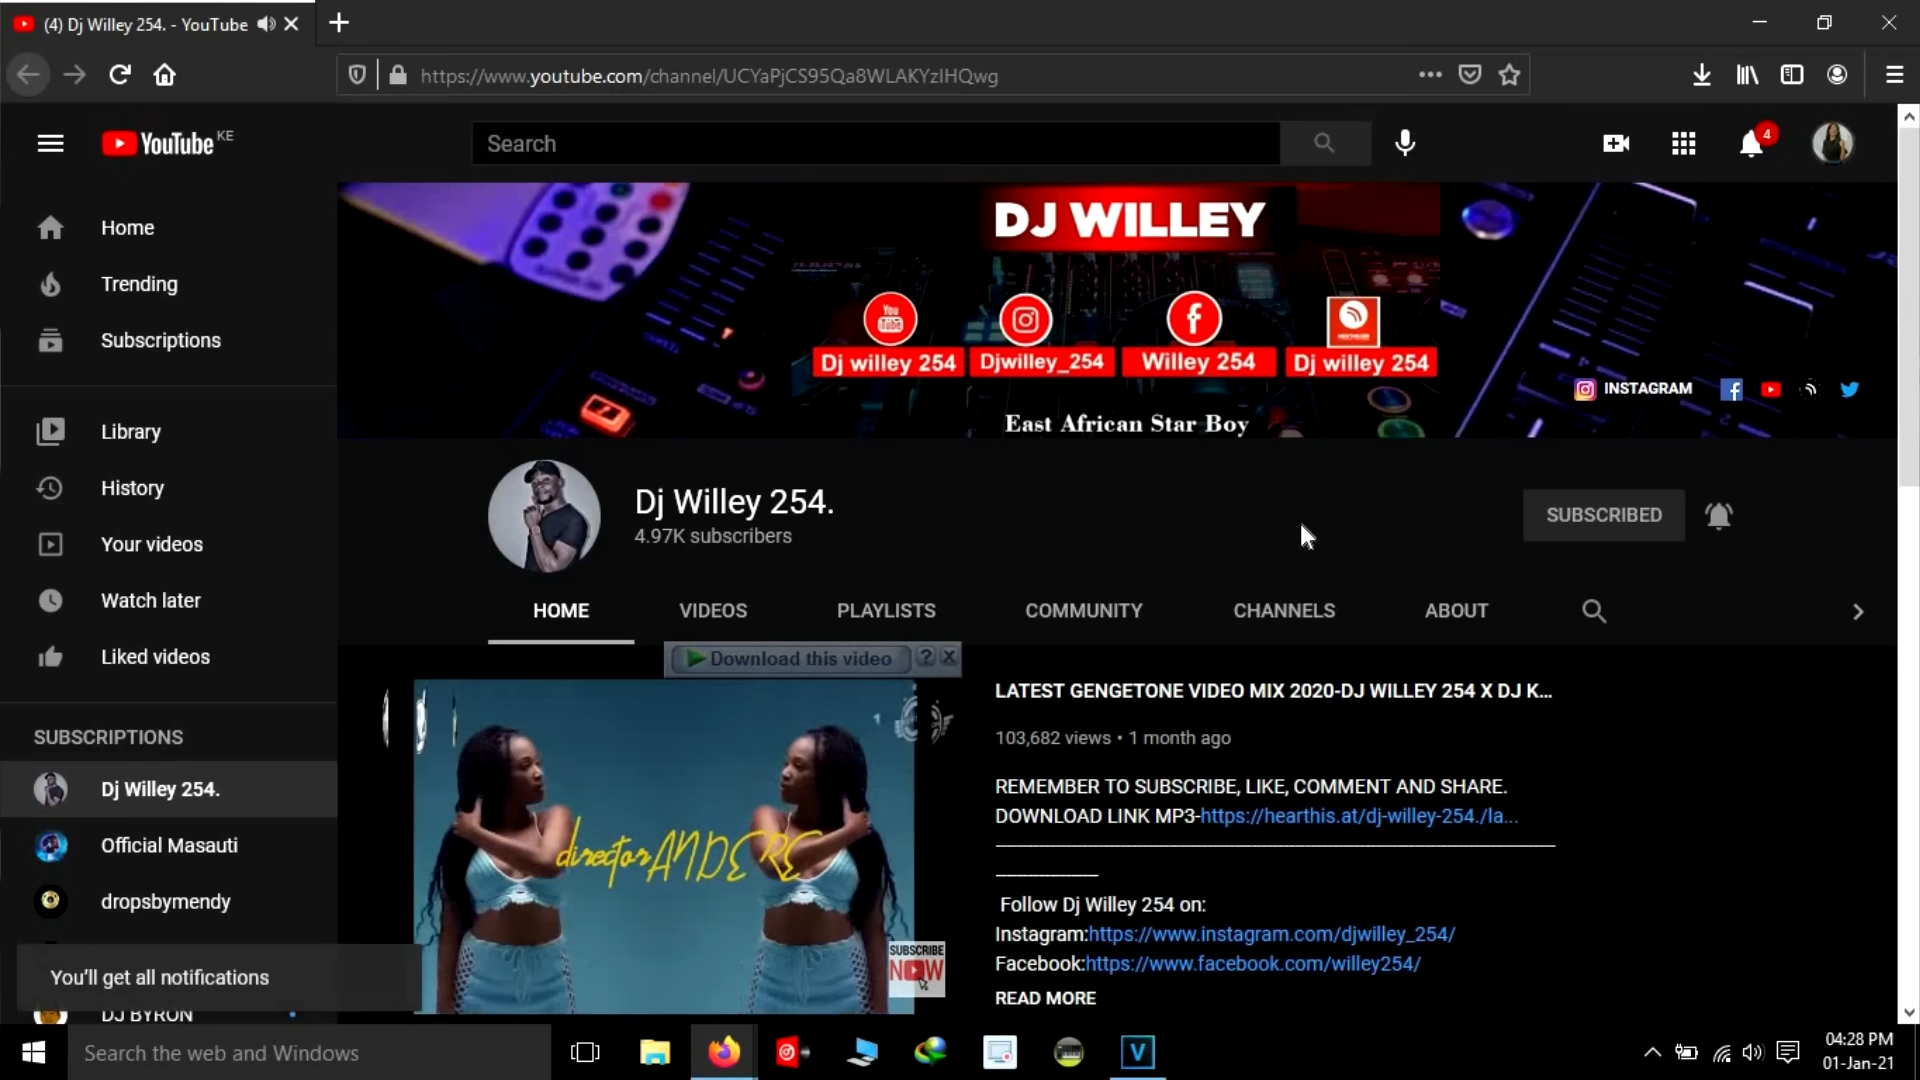 (4) Dj Willey 254. - YouTube
https://www.youtube.com/channel/UCYaPjCS95Qa8WLAKYzIHQwg
YouTube KE
Search
4
Home
Trending
Subscriptions
Library
History
Your videos
Watch later
Liked videos
SUBSCRIPTIONS
Dj Willey 254.
Official Masauti
dropsbymendy
You'll get all notifications
DJ BYRON
DJ WILLEY
You Tube
Dj willey 254
Djwilley_254
Willey 254
Dj willey 254
INSTAGRAM
East African Star Boy
Dj Willey 254.
4.97K subscribers
SUBSCRIBED
HOME
VIDEOS
PLAYLISTS
COMMUNITY
CHANNELS
ABOUT
Download this video
?
X
director ANDERE
SUBSCRIBE
NOW
LATEST GENGETONE VIDEO MIX 2020-DJ WILLEY 254 X DJ K...
103,682 views • 1 month ago
REMEMBER TO SUBSCRIBE, LIKE, COMMENT AND SHARE.
DOWNLOAD LINK MP3-https://hearthis.at/dj-willey-254./la...
Follow Dj Willey 254 on:
Instagram:https://www.instagram.com/djwilley_254/
Facebook:https://www.facebook.com/willey254/
READ MORE
Search the web and Windows
V
04:28 PM
01-Jan-21